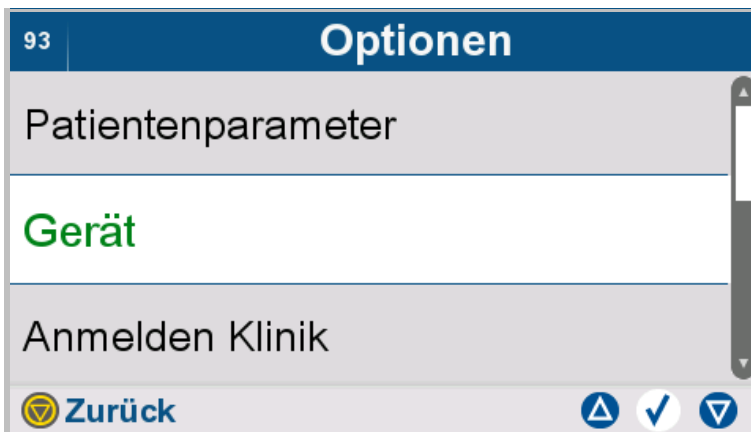 93
Optionen
Patientenparameter
Gerät
Anmelden Klinik
Zurück